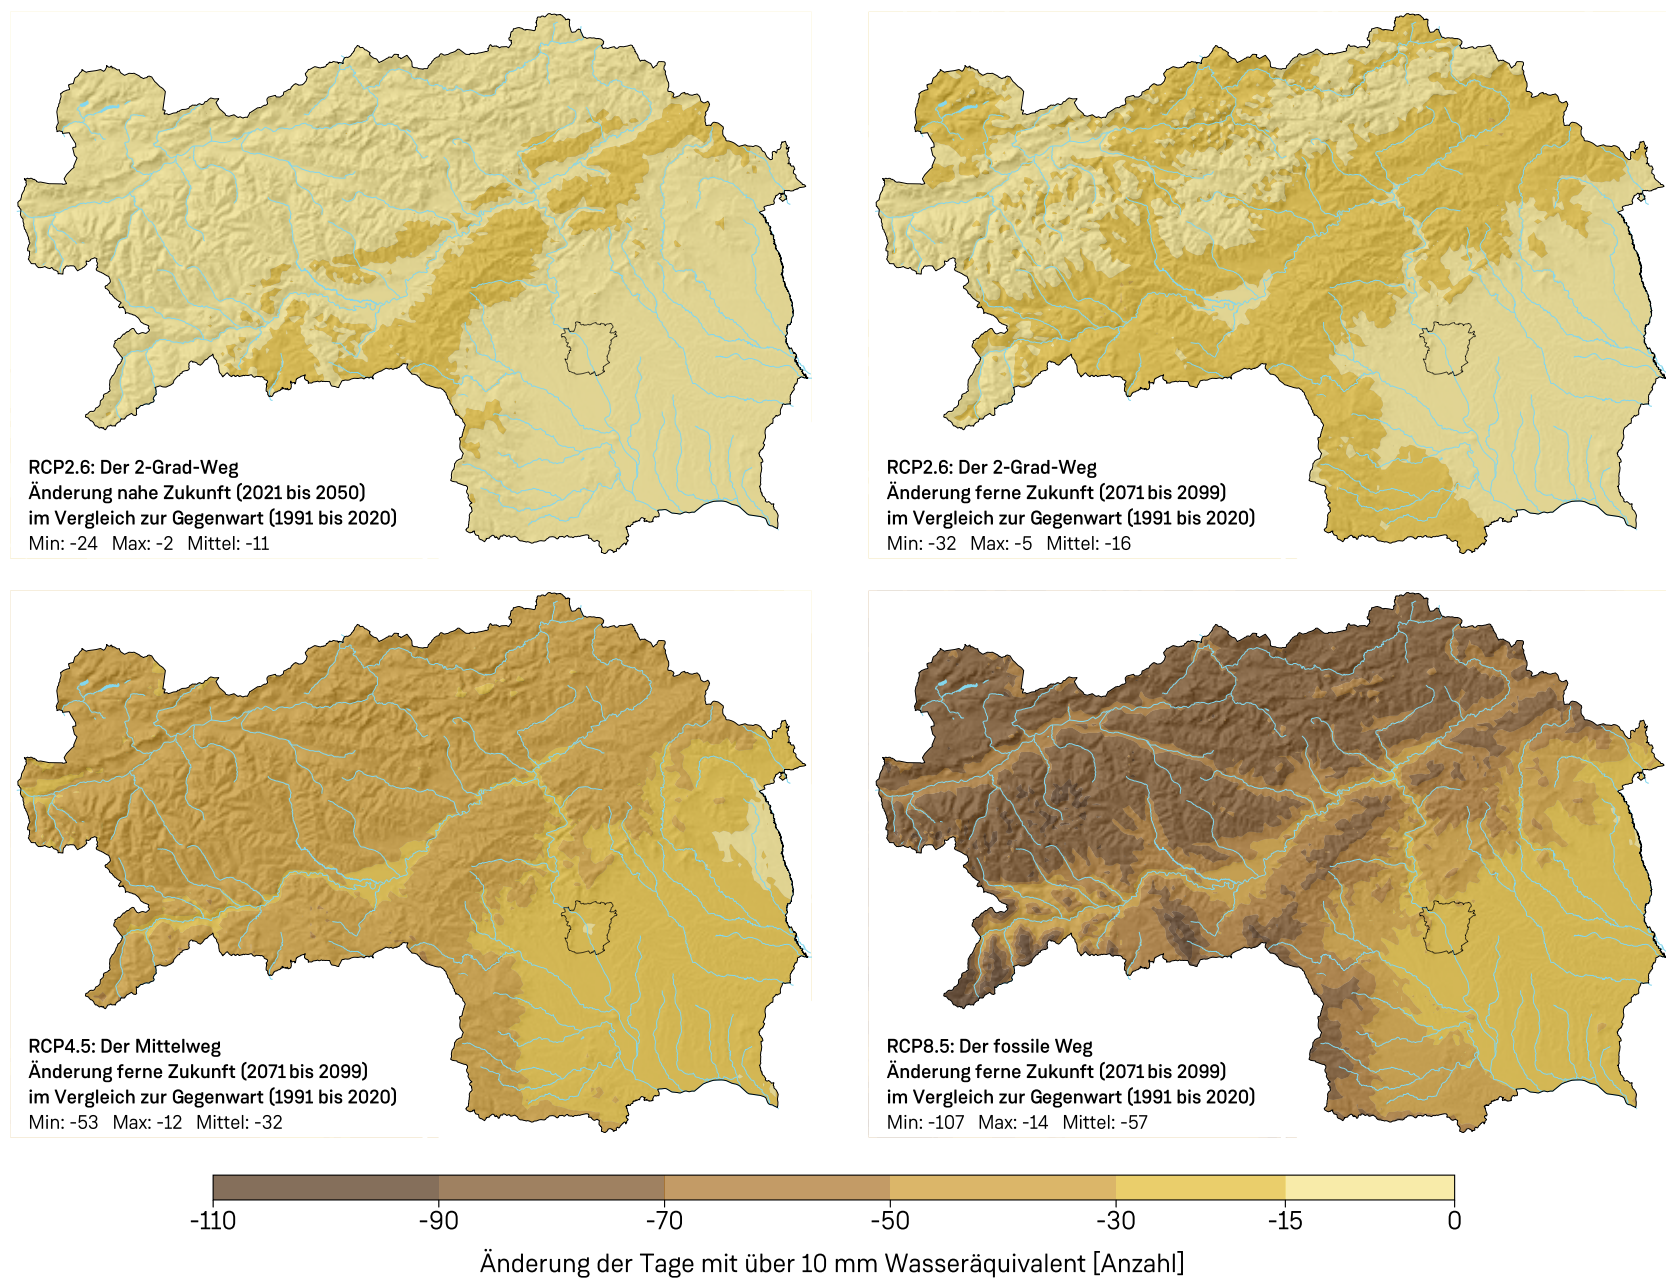 RCP2.6: Der 2-Grad-Weg
Änderung nahe Zukunft (2021 bis 2050)
im Vergleich zur Gegenwart (1991 bis 2020)
Min: -24 Max: -2 Mittel: -11
RCP2.6: Der 2-Grad-Weg
Änderung ferne Zukunft (2071 bis 2099)
im Vergleich zur Gegenwart (1991 bis 2020)
Min: -32 Max: -5 Mittel: -16
RCP4.5: Der Mittelweg
Änderung ferne Zukunft (2071 bis 2099)
im Vergleich zur Gegenwart (1991 bis 2020)
Min: -53 Max: -12 Mittel: -32
RCP8.5: Der fossile Weg
Änderung ferne Zukunft (2071 bis 2099)
im Vergleich zur Gegenwart (1991 bis 2020)
Min: -107 Max: -14 Mittel: -57
-110 -90 -70 -50 -30 -15 0
Änderung der Tage mit über 10 mm Wasseräquivalent [Anzahl]